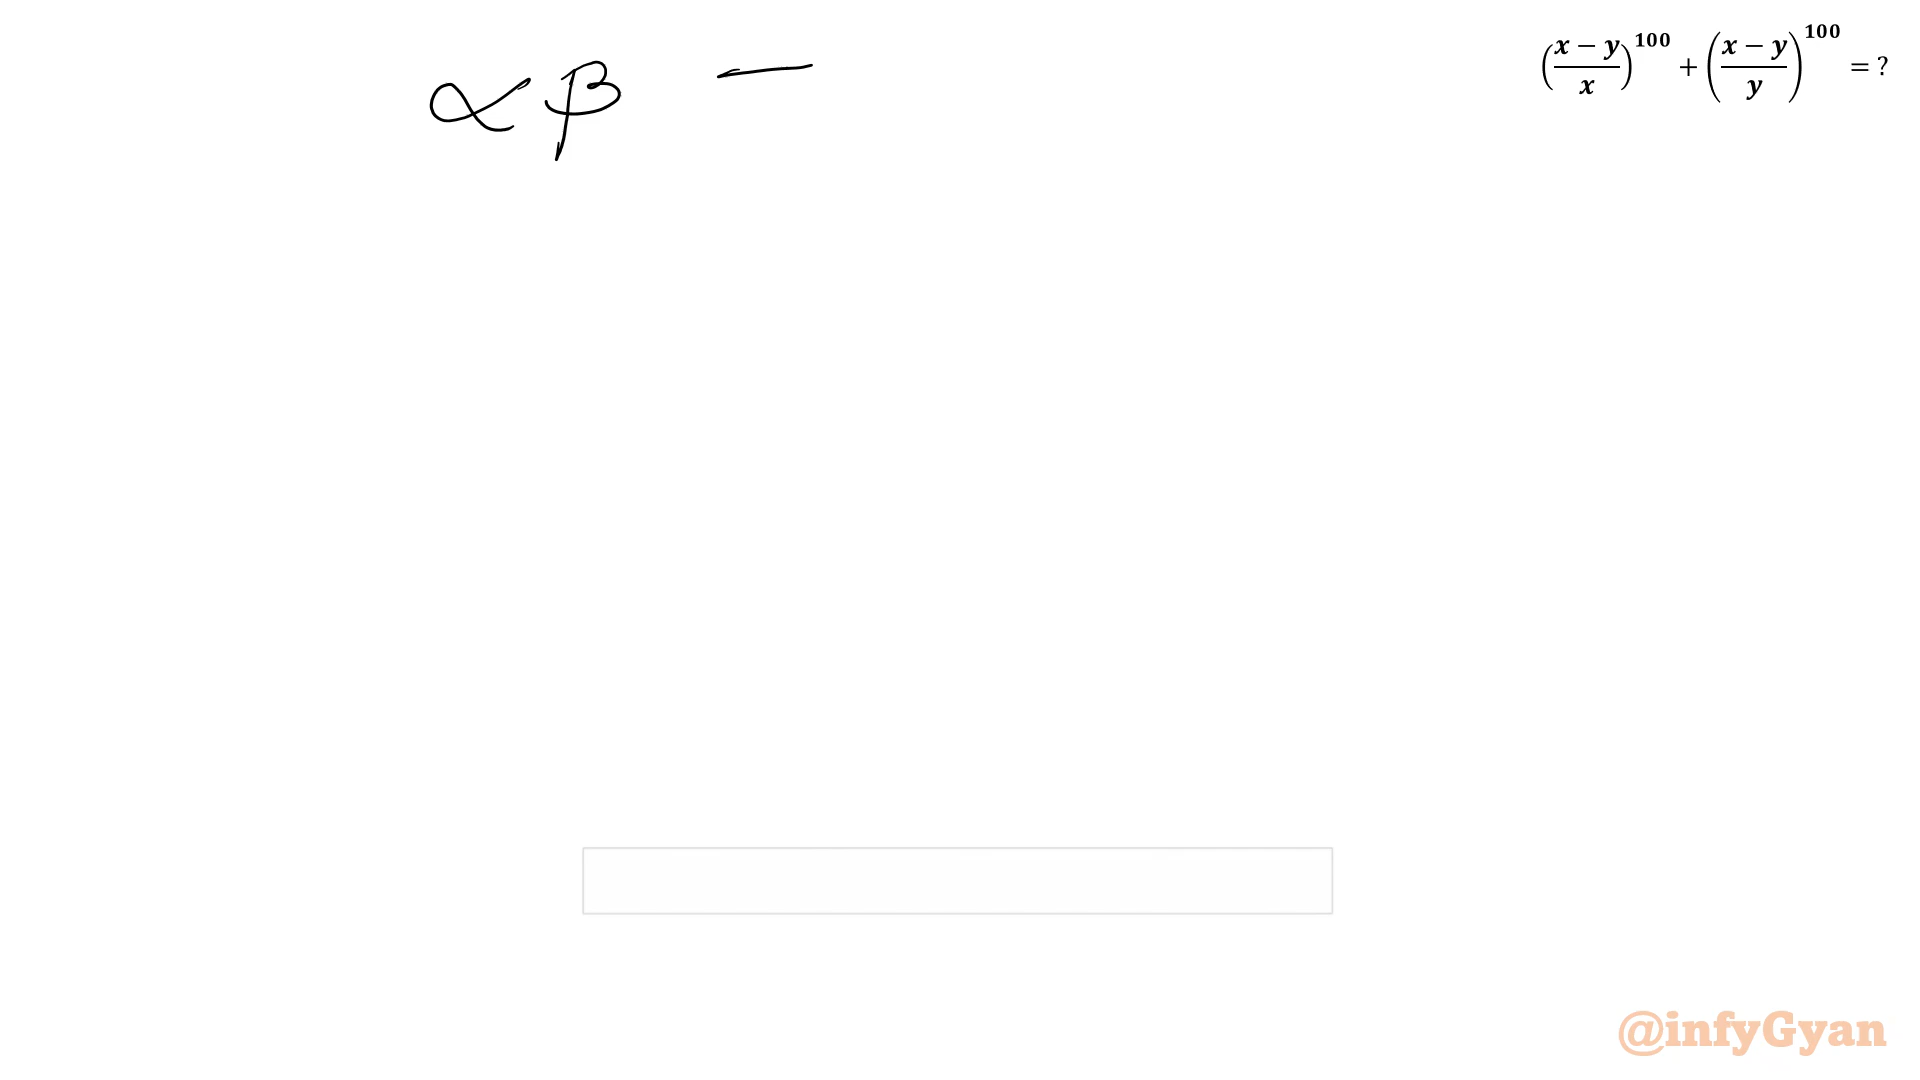 αβ —
(x − y / x)^100 + (x − y / y)^100 = ?
@infyGyan